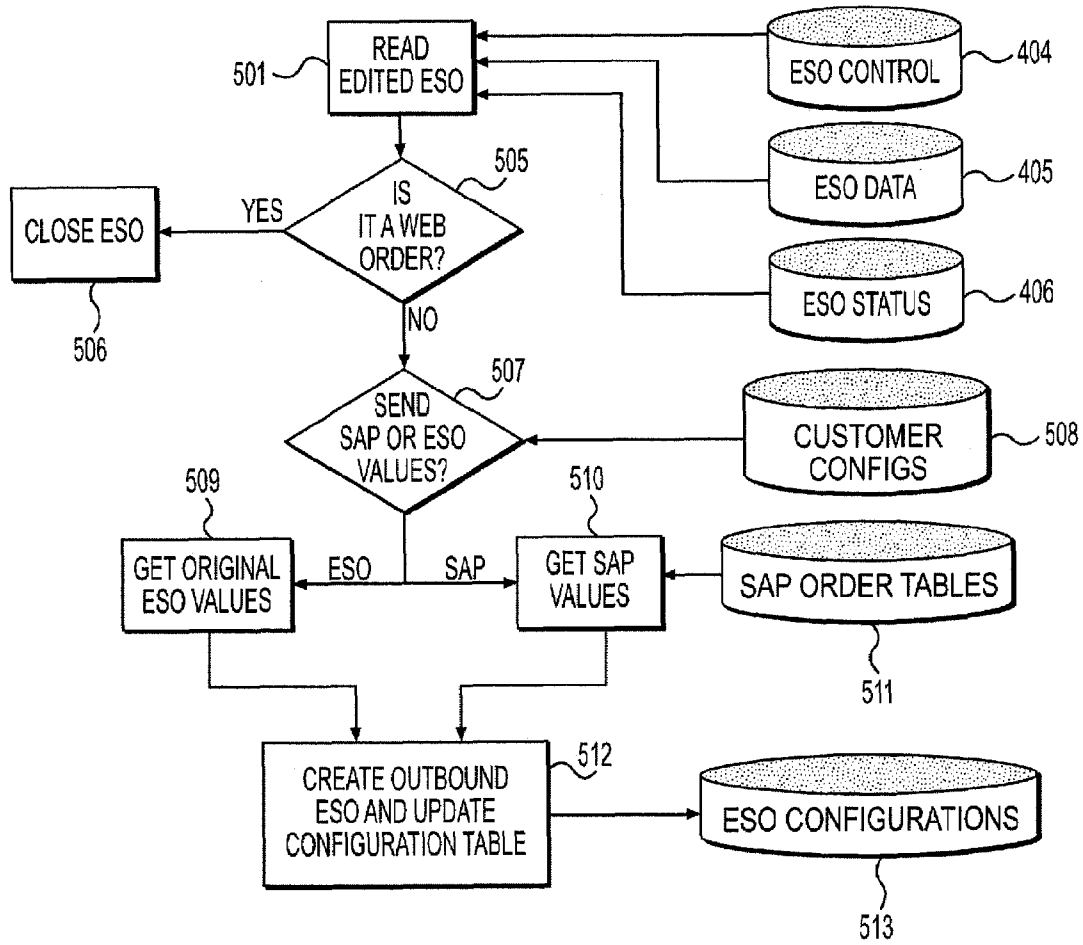 READ
EDITED ESO
501
ESO CONTROL
404
ESO DATA
405
ESO STATUS
406
IS
IT A WEB
ORDER?
505
YES
CLOSE ESO
506
NO
SEND
SAP OR ESO
VALUES?
507
CUSTOMER
CONFIGS
508
509
GET ORIGINAL
ESO VALUES
ESO
SAP
510
GET SAP
VALUES
SAP ORDER TABLES
511
CREATE OUTBOUND
ESO AND UPDATE
CONFIGURATION TABLE
512
ESO CONFIGURATIONS
513